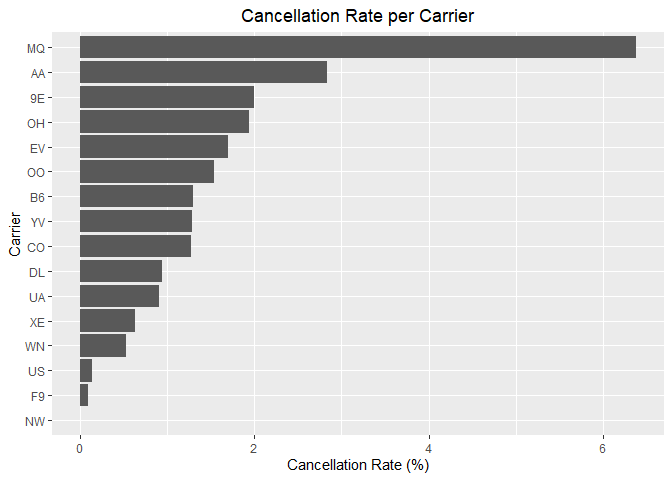 Cancellation Rate per Carrier
MQ
AA
9E
OH
EV
OO
B6
YV
CO
DL
UA
XE
WN
US
F9
NW
Carrier
0 2 4 6
Cancellation Rate (%)